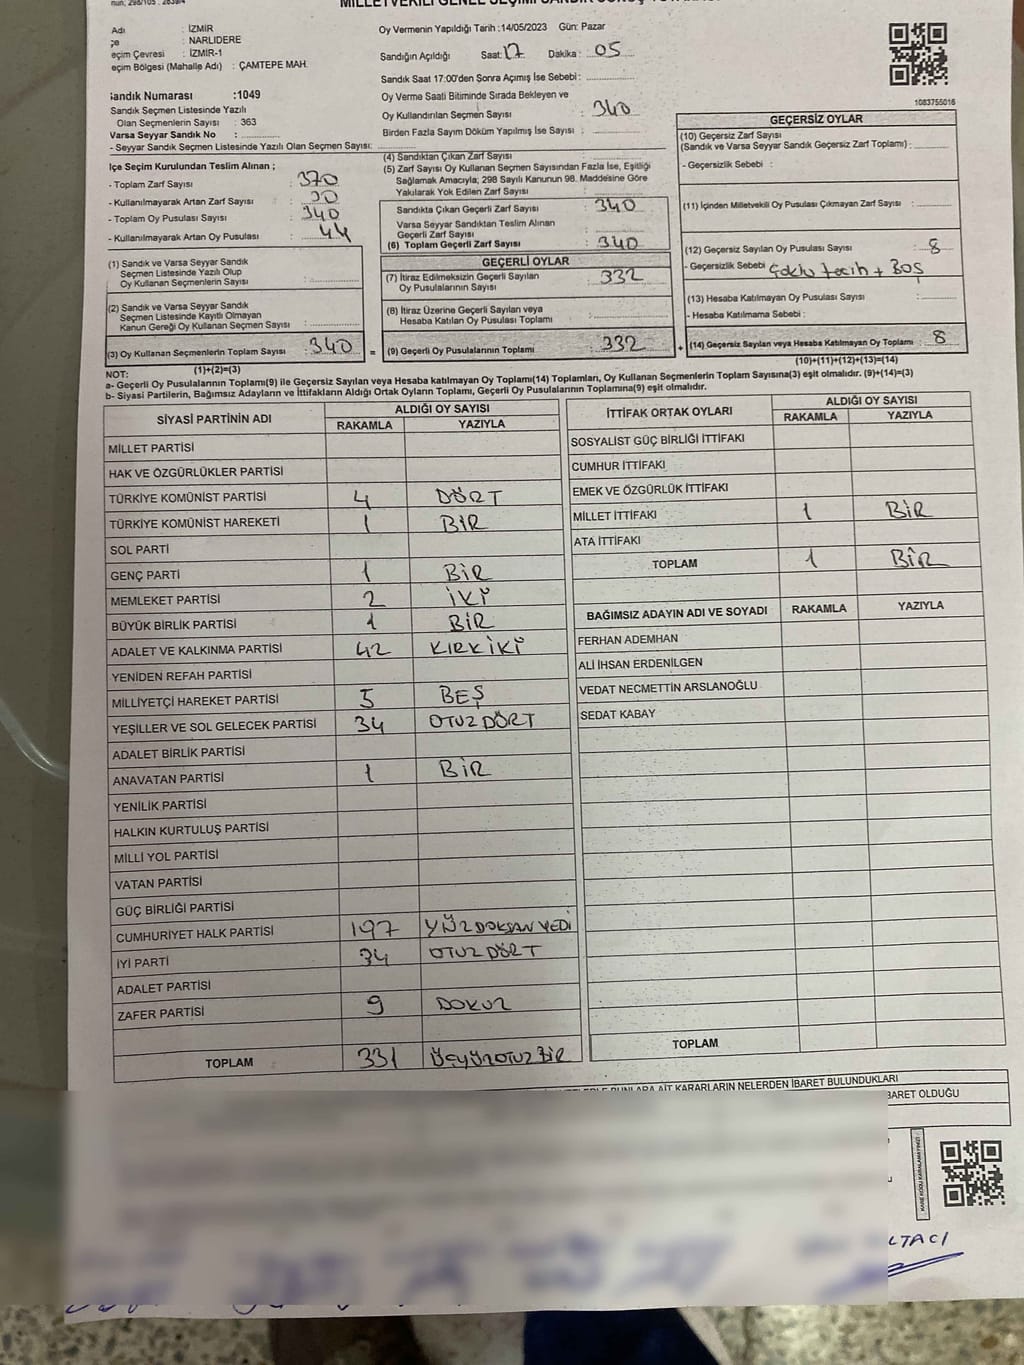 Adı : İZMİR
çe : NARLIDERE
eçim Çevresi : İZMİR-1
eçim Bölgesi (Mahalle Adı) : ÇAMTEPE MAH.
Sandık Numarası :1049
Sandık Seçmen Listesinde Yazılı
Olan Seçmenlerin Sayısı : 363
Varsa Seyyar Sandık No :
- Seyyar Sandık Seçmen Listesinde Yazılı Olan Seçmen Sayısı:
Oy Vermenin Yapıldığı Tarih :14/05/2023 Gün: Pazar
Sandığın Açıldığı Saat: 17 Dakika : 05
Sandık Saat 17:00'den Sonra Açımış İse Sebebi:
Oy Verme Saati Bitiminde Sırada Bekleyen ve
Oy Kullandırılan Seçmen Sayısı : 340
Birden Fazla Sayım Döküm Yapılmış İse Sayısı :
1083755016
İlçe Seçim Kurulundan Teslim Alınan ;
- Toplam Zarf Sayısı : 370
- Kullanılmayarak Artan Zarf Sayısı : 30
- Toplam Oy Pusulası Sayısı : 340
- Kullanılmayarak Artan Oy Pusulası : 44
(1) Sandık ve Varsa Seyyar Sandık
Seçmen Listesinde Yazılı Olup
Oy Kullanan Seçmenlerin Sayısı :
(2) Sandık ve Varsa Seyyar Sandık
Seçmen Listesinde Kayıtlı Olmayan
Kanun Gereği Oy Kullanan Seçmen Sayısı :
(3) Oy Kullanan Seçmenlerin Toplam Sayısı : 340
(1)+(2)=(3)
(4) Sandıktan Çıkan Zarf Sayısı :
(5) Zarf Sayısı Oy Kullanan Seçmen Sayısından Fazla İse, Eşitliği
Sağlamak Amacıyla; 298 Sayılı Kanunun 98. Maddesine Göre
Yakılarak Yok Edilen Zarf Sayısı :
Sandıkta Çıkan Geçerli Zarf Sayısı : 340
Varsa Seyyar Sandıktan Teslim Alınan
Geçerli Zarf Sayısı :
(6) Toplam Geçerli Zarf Sayısı : 340
GEÇERLİ OYLAR
(7) İtiraz Edilmeksizin Geçerli Sayılan
Oy Pusulalarının Sayısı : 332
(8) İtiraz Üzerine Geçerli Sayılan veya
Hesaba Katılan Oy Pusulası Toplamı :
= (9) Geçerli Oy Pusulalarının Toplamı : 332
GEÇERSİZ OYLAR
(10) Geçersiz Zarf Sayısı
(Sandık ve Varsa Seyyar Sandık Geçersiz Zarf Toplamı) :
- Geçersizlik Sebebi :
(11) İçinden Milletvekili Oy Pusulası Çıkmayan Zarf Sayısı :
(12) Geçersiz Sayılan Oy Pusulası Sayısı : 8
- Geçersizlik Sebebi Çoklu tercih + BOŞ
(13) Hesaba Katılmayan Oy Pusulası Sayısı :
- Hesaba Katılmama Sebebi :
+ (14) Geçersiz Sayılan veya Hesaba Katılmayan Oy Toplamı : 8
(10)+(11)+(12)+(13)=(14)
NOT:
a- Geçerli Oy Pusulalarının Toplamı(9) ile Geçersiz Sayılan veya Hesaba katılmayan Oy Toplamı(14) Toplamları, Oy Kullanan Seçmenlerin Toplam Sayısına(3) eşit olmalıdır. (9)+(14)=(3)
b- Siyasi Partilerin, Bağımsız Adayların ve İttifakların Aldığı Ortak Oyların Toplamı, Geçerli Oy Pusulalarının Toplamına(9) eşit olmalıdır.
SİYASİ PARTİNİN ADI ALDIĞI OY SAYISI
RAKAMLA YAZIYLA
MİLLET PARTİSİ
HAK VE ÖZGÜRLÜKLER PARTİSİ
TÜRKİYE KOMÜNİST PARTİSİ 4 DÖRT
TÜRKİYE KOMÜNİST HAREKETİ 1 BİR
SOL PARTİ
GENÇ PARTİ 1 BİR
MEMLEKET PARTİSİ 2 İKİ
BÜYÜK BİRLİK PARTİSİ 1 BİR
ADALET VE KALKINMA PARTİSİ 42 KIRKİKİ
YENİDEN REFAH PARTİSİ
MİLLİYETÇİ HAREKET PARTİSİ 5 BEŞ
YEŞİLLER VE SOL GELECEK PARTİSİ 34 OTUZDÖRT
ADALET BİRLİK PARTİSİ
ANAVATAN PARTİSİ 1 BİR
YENİLİK PARTİSİ
HALKIN KURTULUŞ PARTİSİ
MİLLİ YOL PARTİSİ
VATAN PARTİSİ
GÜÇ BİRLİĞİ PARTİSİ
CUMHURİYET HALK PARTİSİ 197 YÜZDOKSANYEDİ
İYİ PARTİ 34 OTUZDÖRT
ADALET PARTİSİ
ZAFER PARTİSİ 9 DOKUZ
TOPLAM 331 ÜÇYÜZOTUZBİR
İTTİFAK ORTAK OYLARI ALDIĞI OY SAYISI
RAKAMLA YAZIYLA
SOSYALİST GÜÇ BİRLİĞİ İTTİFAKI
CUMHUR İTTİFAKI
EMEK VE ÖZGÜRLÜK İTTİFAKI
MİLLET İTTİFAKI 1 BİR
ATA İTTİFAKI
TOPLAM 1 BİR
BAĞIMSIZ ADAYIN ADI VE SOYADI RAKAMLA YAZIYLA
FERHAN ADEMHAN
ALİ İHSAN ERDENİLGEN
VEDAT NECMETTİN ARSLANOĞLU
SEDAT KABAY
TOPLAM
BUNLARA AİT KARARLARIN NELERDEN İBARET BULUNDUKLARI
BARET OLDUĞU
LTACI